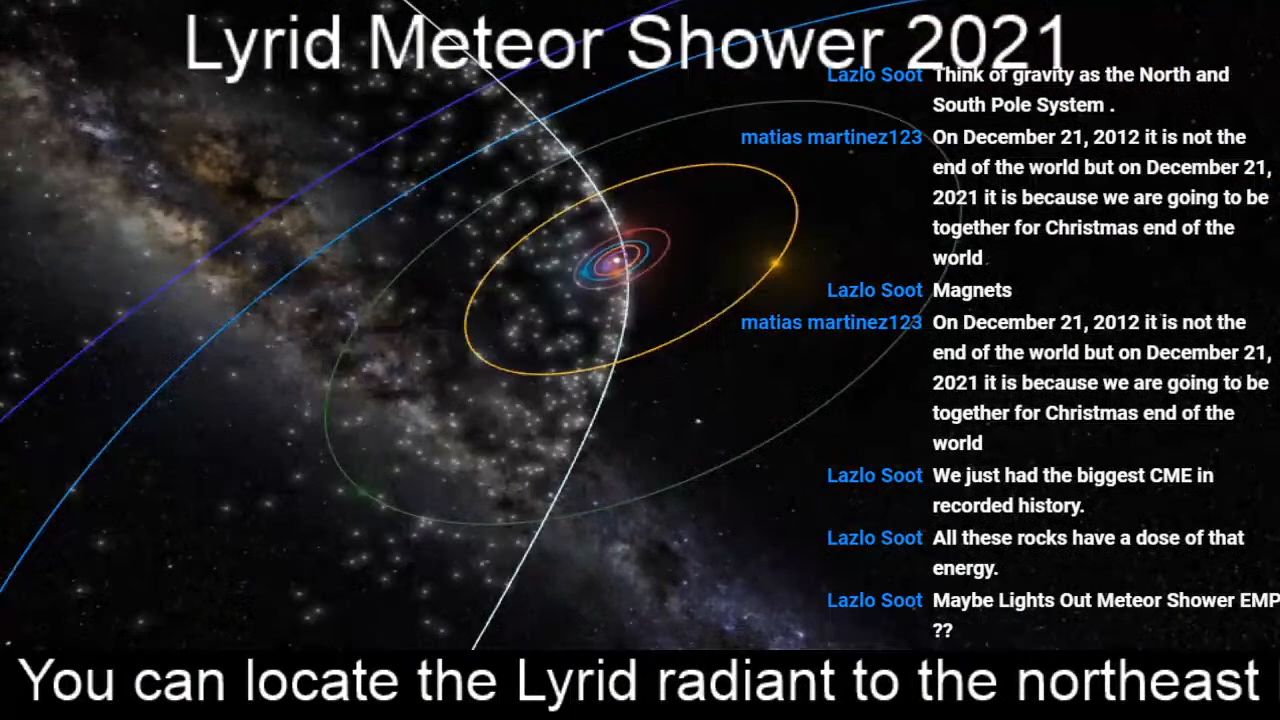 Lyrid Meteor Shower 2021
Lazlo Soot Think of gravity as the North and
South Pole System .
matias martinez123 On December 21, 2012 it is not the
end of the world but on December 21,
2021 it is because we are going to be
together for Christmas end of the
world
Lazlo Soot Magnets
matias martinez123 On December 21, 2012 it is not the
end of the world but on December 21,
2021 it is because we are going to be
together for Christmas end of the
world
Lazlo Soot We just had the biggest CME in
recorded history.
Lazlo Soot All these rocks have a dose of that
energy.
Lazlo Soot Maybe Lights Out Meteor Shower EMP
??
You can locate the Lyrid radiant to the northeast